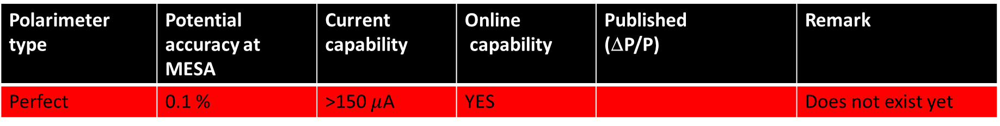 Polarimeter type	Potential accuracy at MESA	Current capability	Online capability	Published (ΔP/P)	Remark
Perfect	0.1 %	>150 𝜇A	YES		Does not exist yet